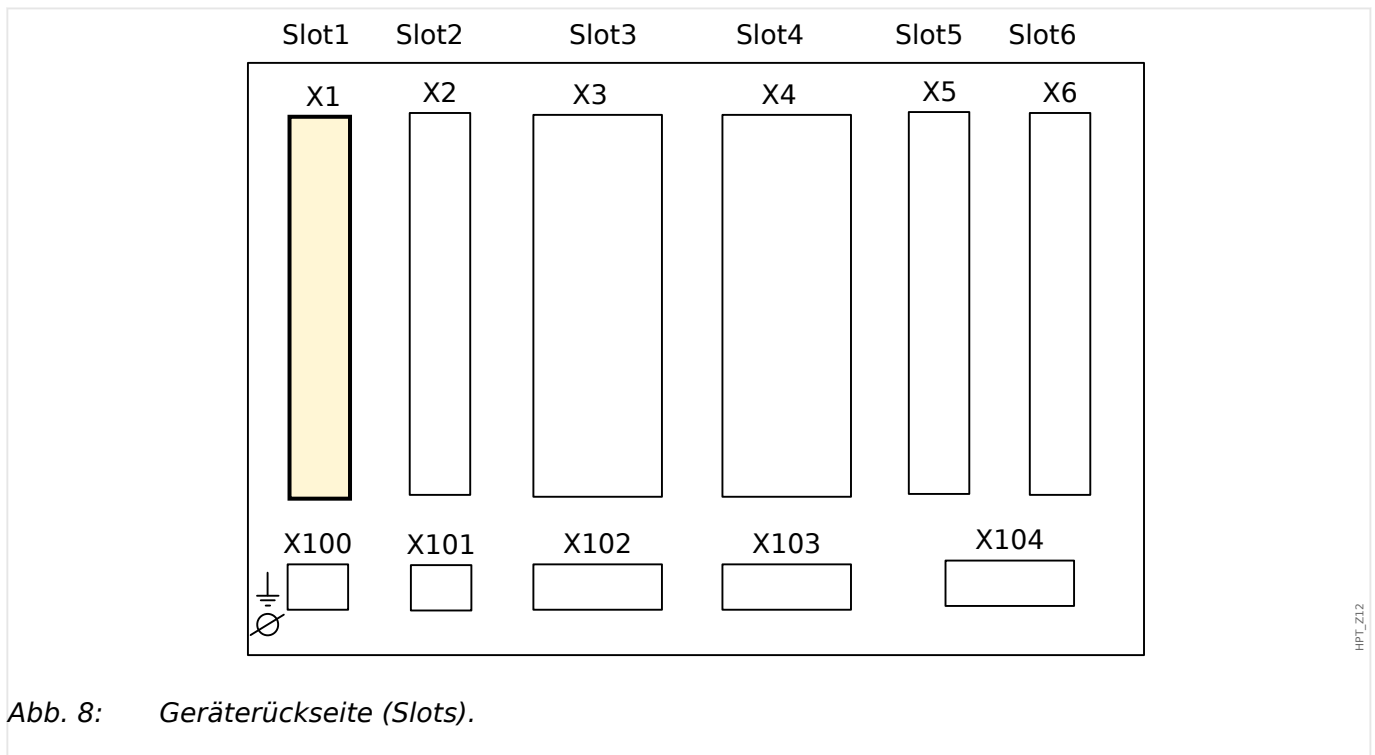 Slot1 Slot2 Slot3 Slot4 Slot5 Slot6
X1 X2 X3 X4 X5 X6
X100 X101 X102 X103 X104
HPT_Z12
Abb. 8: Geräterückseite (Slots).